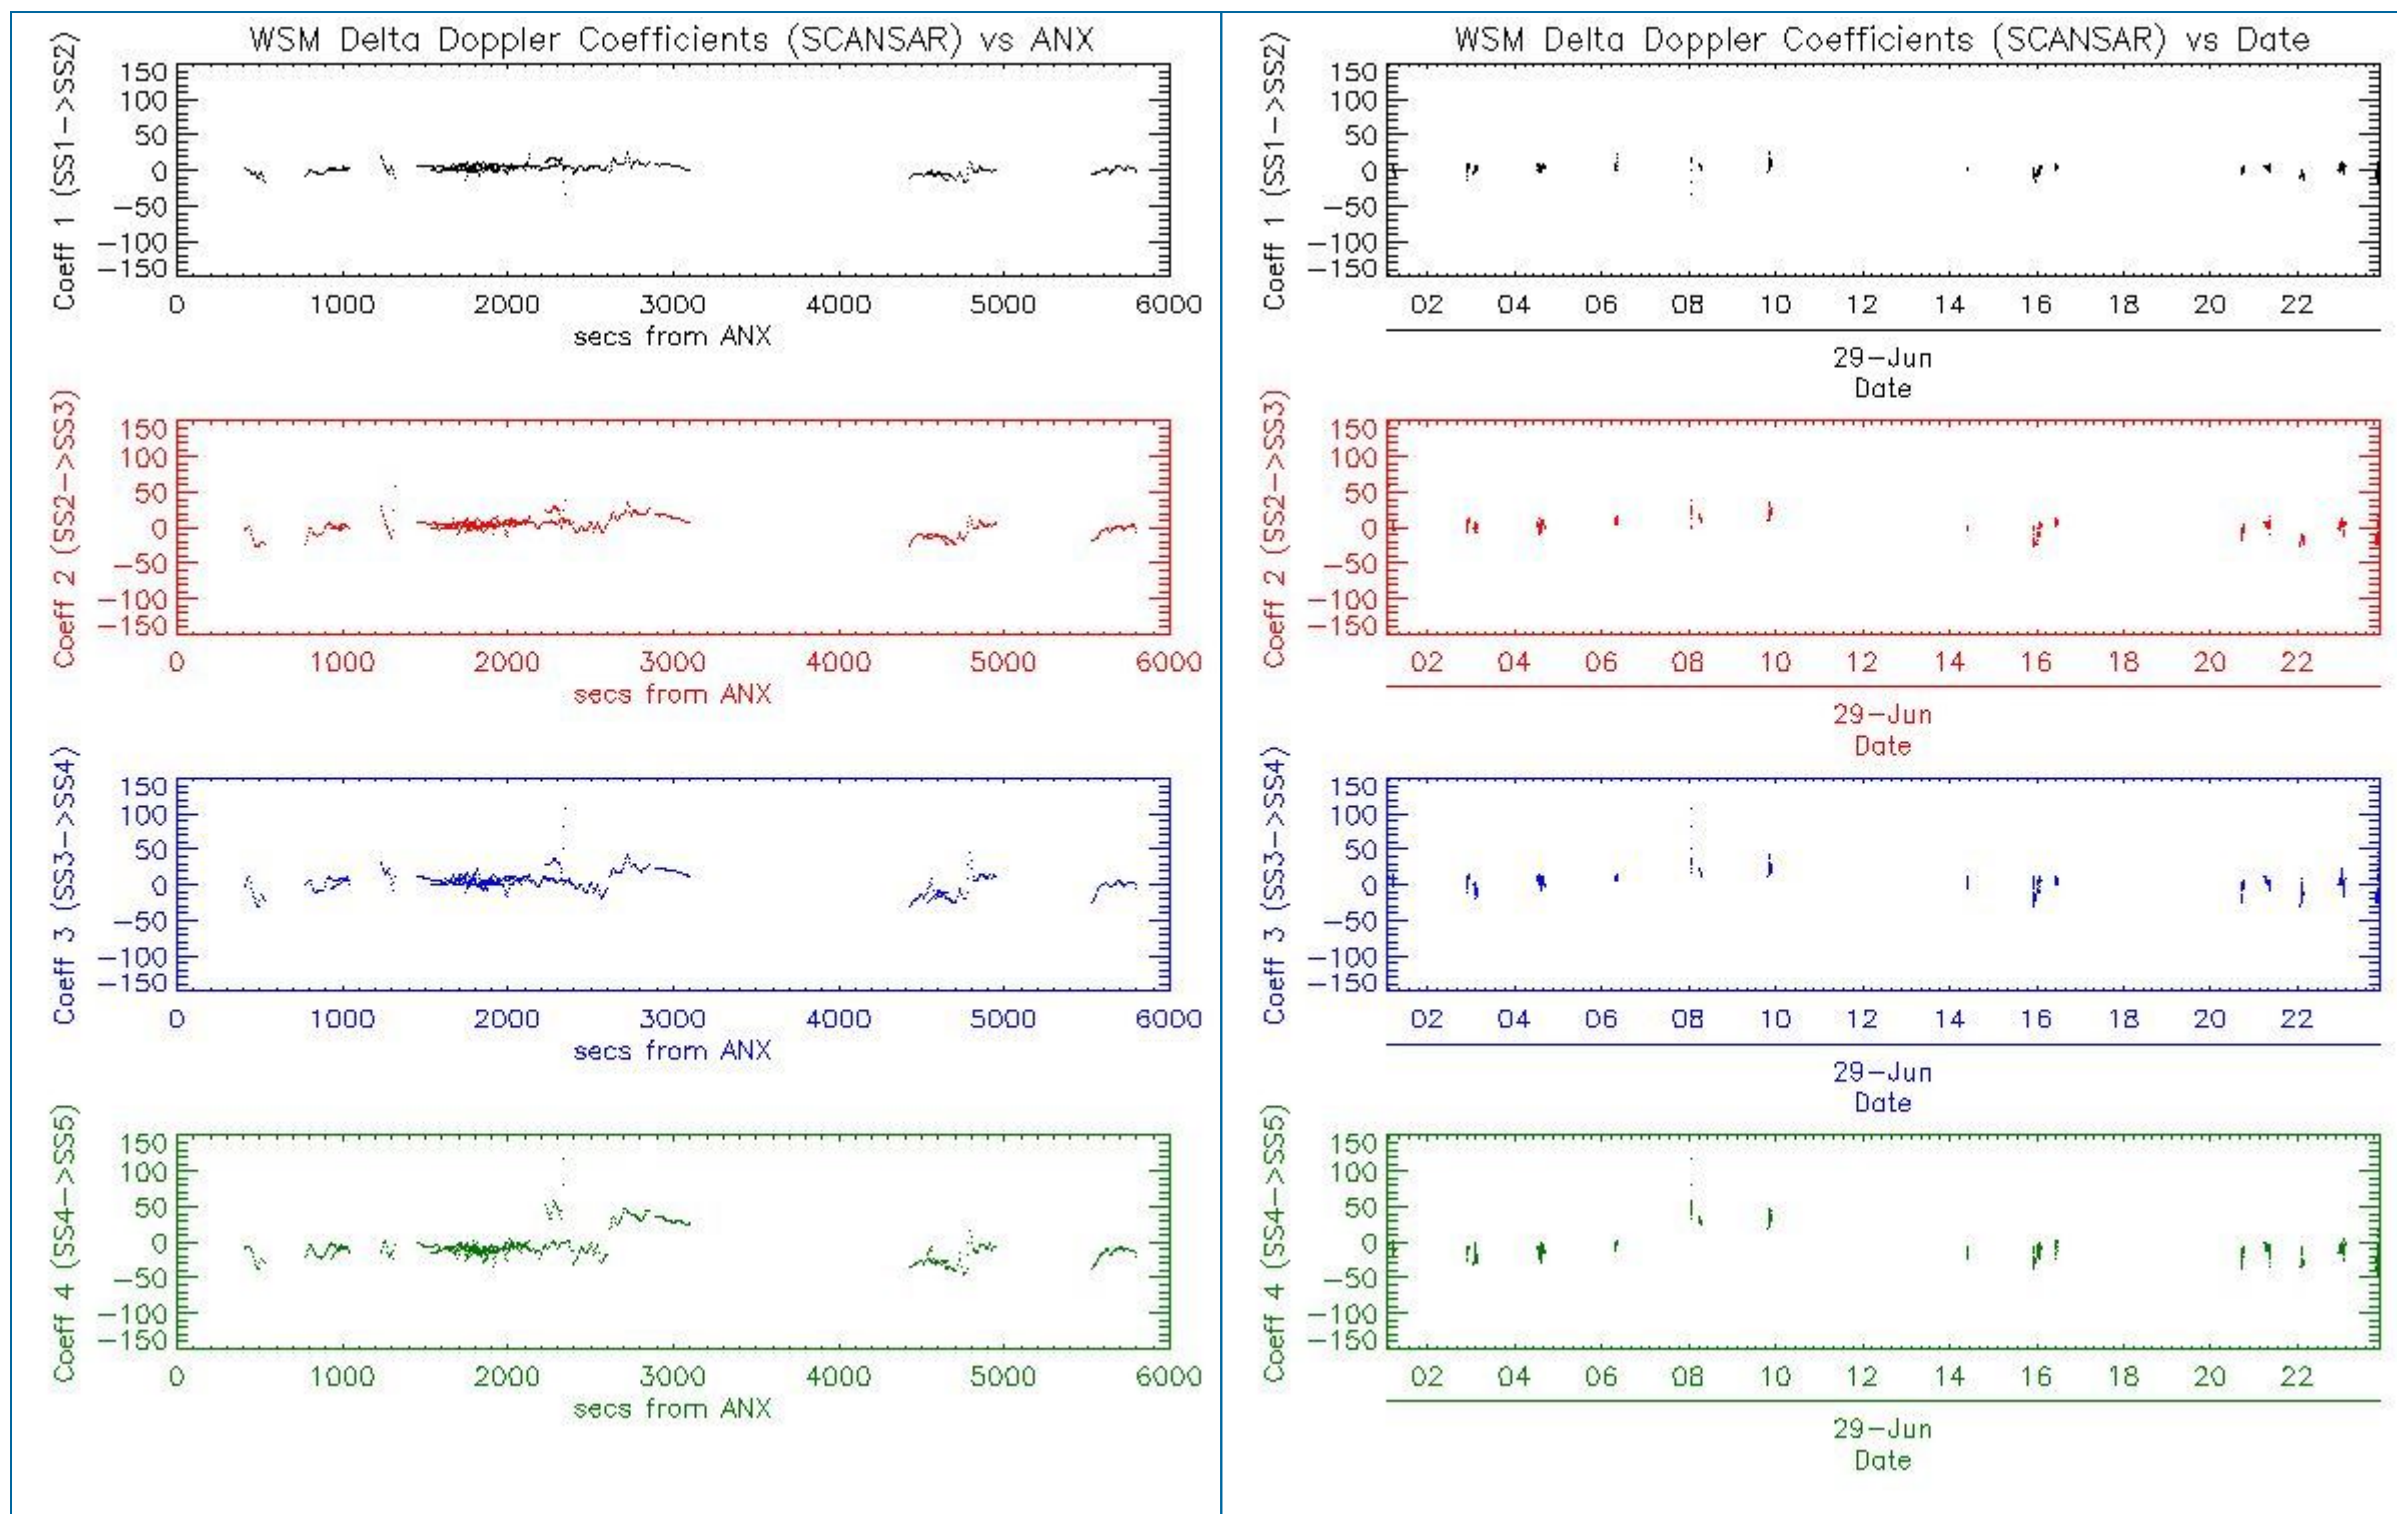 WSM Delta Doppler Coefficients (SCANSAR) vs ANX
Coeff 1 (SS1->SS2)
150
100
50
0
-50
-100
-150
0 1000 2000 3000 4000 5000 6000
secs from ANX
Coeff 2 (SS2->SS3)
150
100
50
0
-50
-100
-150
0 1000 2000 3000 4000 5000 6000
secs from ANX
Coeff 3 (SS3->SS4)
150
100
50
0
-50
-100
-150
0 1000 2000 3000 4000 5000 6000
secs from ANX
Coeff 4 (SS4->SS5)
150
100
50
0
-50
-100
-150
0 1000 2000 3000 4000 5000 6000
secs from ANX
WSM Delta Doppler Coefficients (SCANSAR) vs Date
Coeff 1 (SS1->SS2)
150
100
50
0
-50
-100
-150
02 04 06 08 10 12 14 16 18 20 22
29-Jun
Date
Coeff 2 (SS2->SS3)
150
100
50
0
-50
-100
-150
02 04 06 08 10 12 14 16 18 20 22
29-Jun
Date
Coeff 3 (SS3->SS4)
150
100
50
0
-50
-100
-150
02 04 06 08 10 12 14 16 18 20 22
29-Jun
Date
Coeff 4 (SS4->SS5)
150
100
50
0
-50
-100
-150
02 04 06 08 10 12 14 16 18 20 22
29-Jun
Date